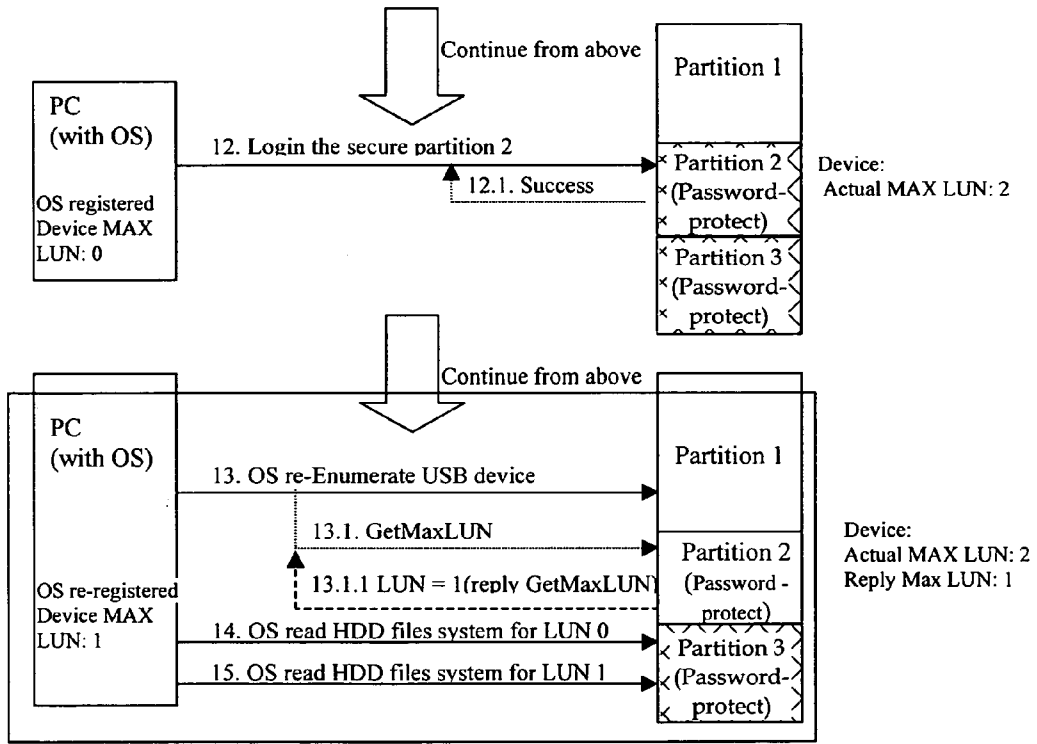 Continue from above
PC
(with OS)
OS registered
Device MAX
LUN: 0
12. Login the secure partition 2
12.1. Success
Partition 1
Partition 2
(Password-
protect)
Partition 3
(Password-
protect)
Device:
Actual MAX LUN: 2
Continue from above
PC
(with OS)
OS re-registered
Device MAX
LUN: 1
13. OS re-Enumerate USB device
13.1. GetMaxLUN
13.1.1 LUN = 1(reply GetMaxLUN)
14. OS read HDD files system for LUN 0
15. OS read HDD files system for LUN 1
Partition 1
Partition 2
(Password-
protect)
Partition 3
(Password-
protect)
Device:
Actual MAX LUN: 2
Reply Max LUN: 1